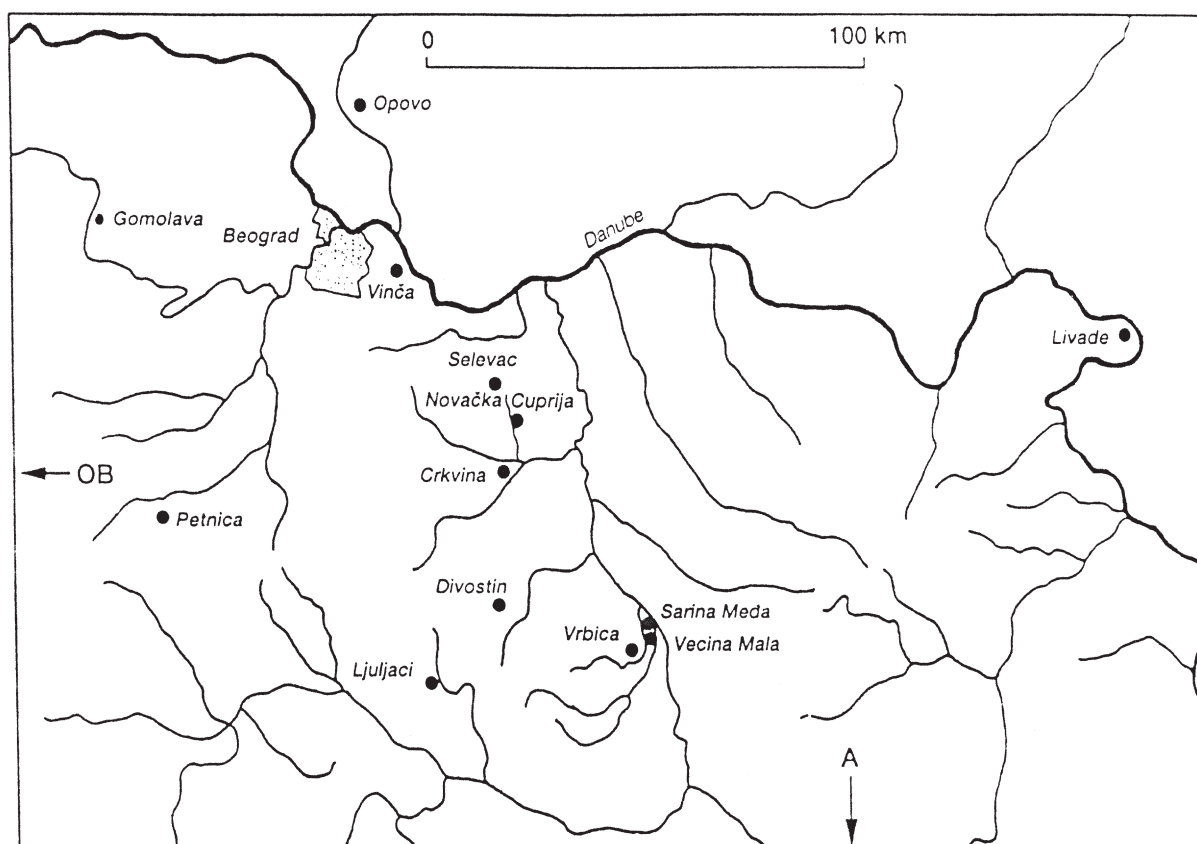 0
100 km
Opovo
Gomolava
Beograd
Danube
Vinča
Livade
Selevac
Novačka Cuprija
OB
Crkvina
Petnica
Divostin
Sarina Međa
Vrbica
Vecina Mala
Ljuljaci
A